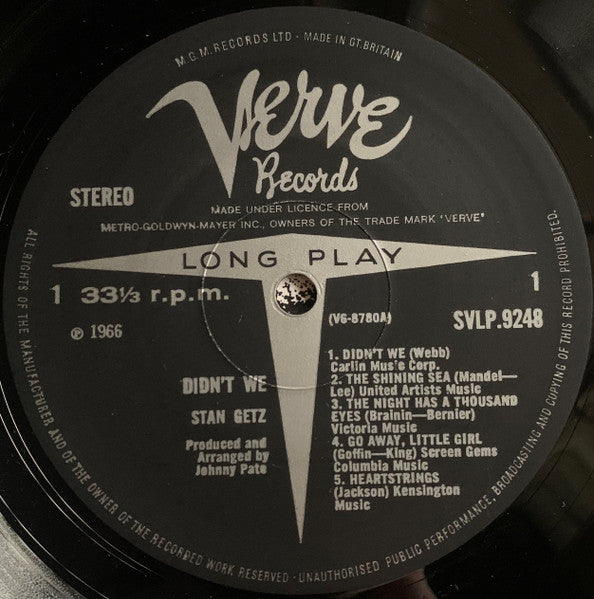 M.G.M. RECORDS LTD · MADE IN GT. BRITAIN
Verve
Records
STEREO
MADE UNDER LICENCE FROM
METRO-GOLDWYN-MAYER INC., OWNERS OF THE TRADE MARK 'VERVE'
LONG PLAY
1 33⅓ r.p.m.
1
℗ 1966
(V6-8780A)
SVLP.9248
DIDN'T WE
STAN GETZ
Produced and
Arranged by
Johnny Pate
1. DIDN'T WE (Webb)
Carlin Mus'c Corp.
2. THE SHINING SEA (Mandel—
Lee) United Artists Music
3. THE NIGHT HAS A THOUSAND
EYES (Brainin—Bernier)
Victoria Music
4. GO AWAY, LITTLE GIRL
(Goffin—King) Screen Gems
Columbia Music
5. HEARTSTRINGS
(Jackson) Kensington
Music
ALL RIGHTS OF THE MANUFACTURER AND OF THE OWNER OF THE RECORDED WORK RESERVED · UNAUTHORISED PUBLIC PERFORMANCE, BROADCASTING AND COPYING OF THIS RECORD PROHIBITED.